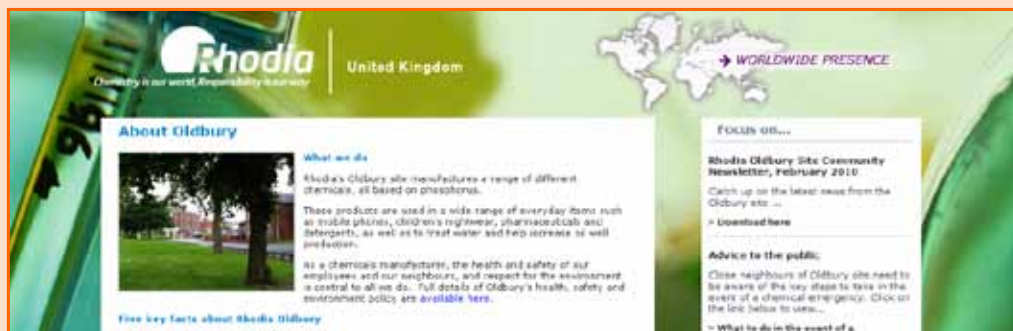 Rhodia
Chemistry is our world, Responsibility is our way
United Kingdom
WORLDWIDE PRESENCE
About Oldbury
What we do
Rhodia's Oldbury site manufactures a range of different
chemicals, all based on phosphorus.
These products are used in a wide range of everyday items such
as mobile phones, children's nightwear, pharmaceuticals and
detergents, as well as to treat water and help increase oil well
production.
As a chemicals manufacturer, the health and safety of our
employees and our neighbours, and respect for the environment
is central to all we do. Full details of Oldbury's health, safety and
environment policy are available here.
Five key facts about Rhodia Oldbury
Focus on...
Rhodia Oldbury Site Community
Newsletter, February 2010
Catch up on the latest news from the
Oldbury site ...
> Download here
Advice to the public
Close neighbours of Oldbury site need to
be aware of the key steps to take in the
event of a chemical emergency. Click on
the link below to view...
> What to do in the event of a